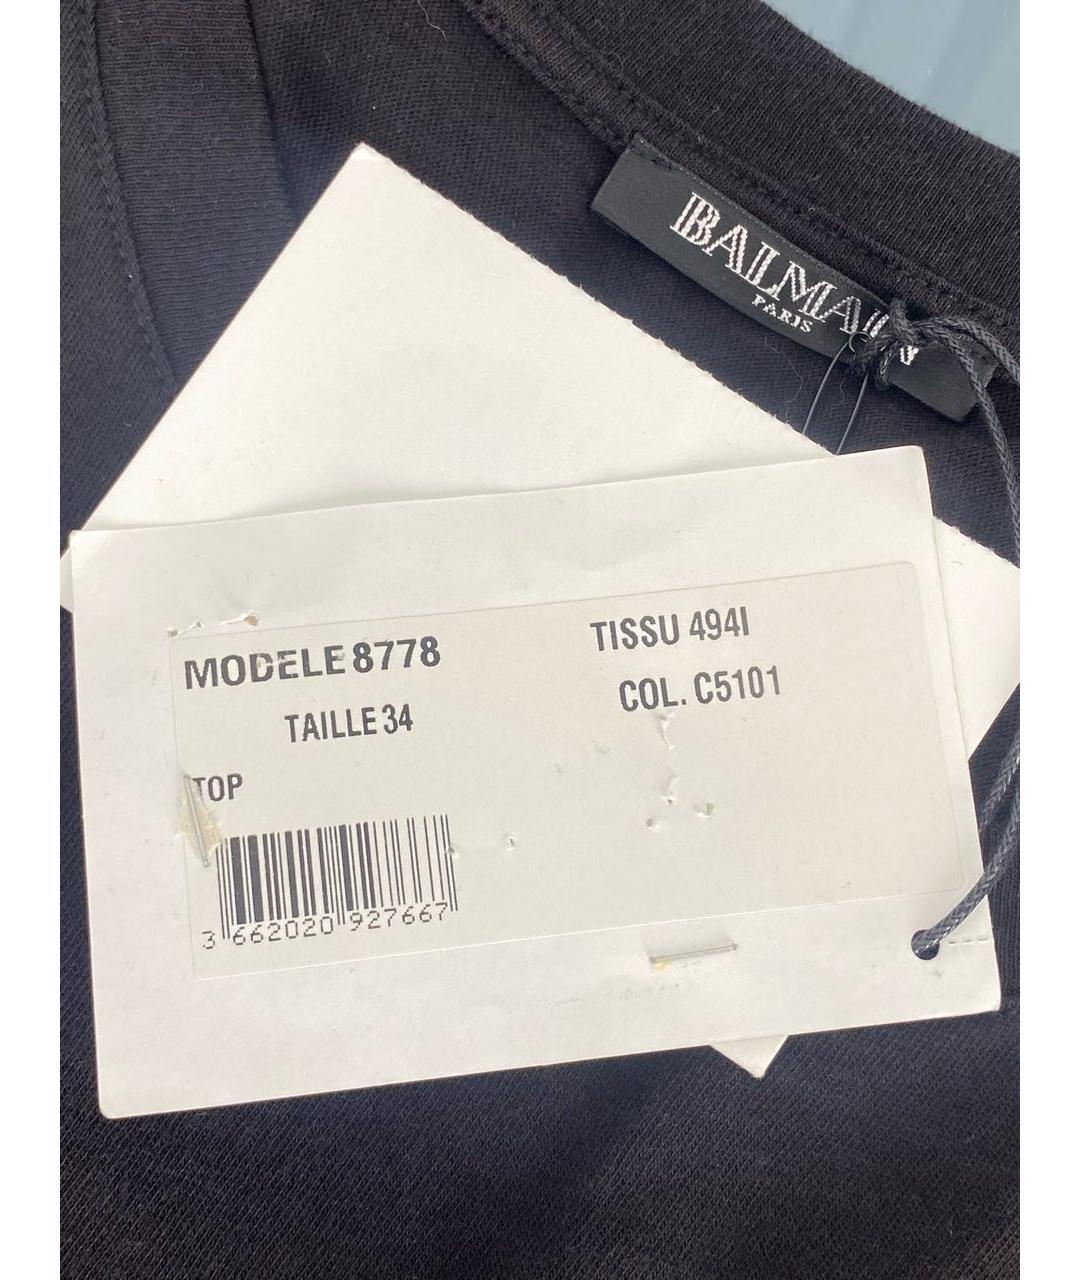 BALMAIN
PARIS
MODELE 8778
TISSU 494I
TAILLE 34
COL. C5101
TOP
3 662020 927667